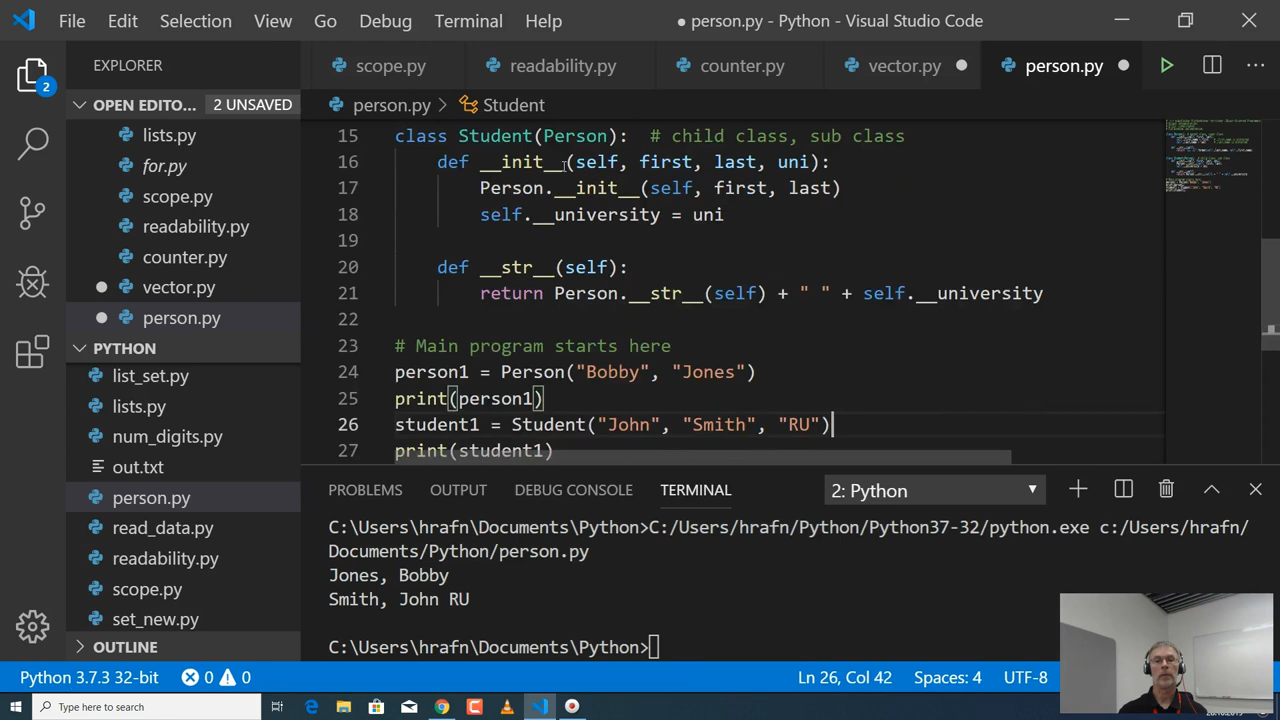 File Edit Selection View Go Debug Terminal Help ● person.py - Python - Visual Studio Code
EXPLORER
scope.py readability.py counter.py vector.py person.py
OPEN EDITO... 2 UNSAVED
2
person.py > Student
lists.py
for.py
scope.py
readability.py
counter.py
vector.py
person.py
PYTHON
list_set.py
lists.py
num_digits.py
out.txt
person.py
read_data.py
readability.py
scope.py
set_new.py
OUTLINE
15 class Student(Person): # child class, sub class
16 def __init__(self, first, last, uni):
17 Person.__init__(self, first, last)
18 self.__university = uni
19
20 def __str__(self):
21 return Person.__str__(self) + " " + self.__university
22
23 # Main program starts here
24 person1 = Person("Bobby", "Jones")
25 print(person1)
26 student1 = Student("John", "Smith", "RU")
27 print(student1)
PROBLEMS OUTPUT DEBUG CONSOLE TERMINAL 2: Python
C:\Users\hrafn\Documents\Python>C:/Users/hrafn/Python/Python37-32/python.exe c:/Users/hrafn/
Documents/Python/person.py
Jones, Bobby
Smith, John RU
C:\Users\hrafn\Documents\Python>
Python 3.7.3 32-bit 0 0 Ln 26, Col 42 Spaces: 4 UTF-8
Type here to search